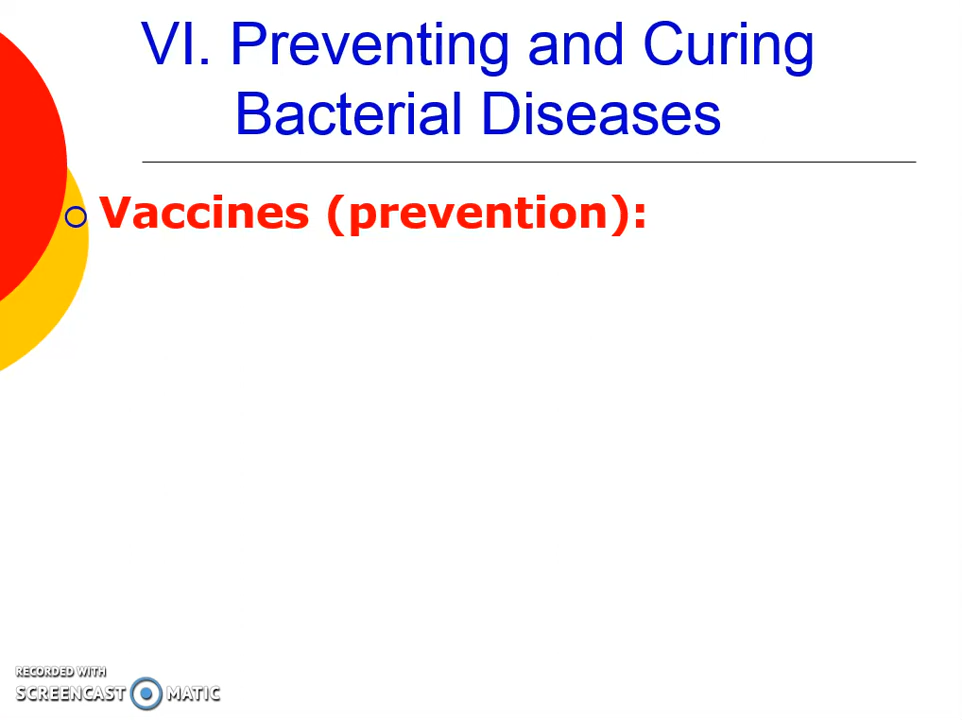 VI. Preventing and Curing
Bacterial Diseases
Vaccines (prevention):
RECORDED WITH
SCREENCAST MATIC